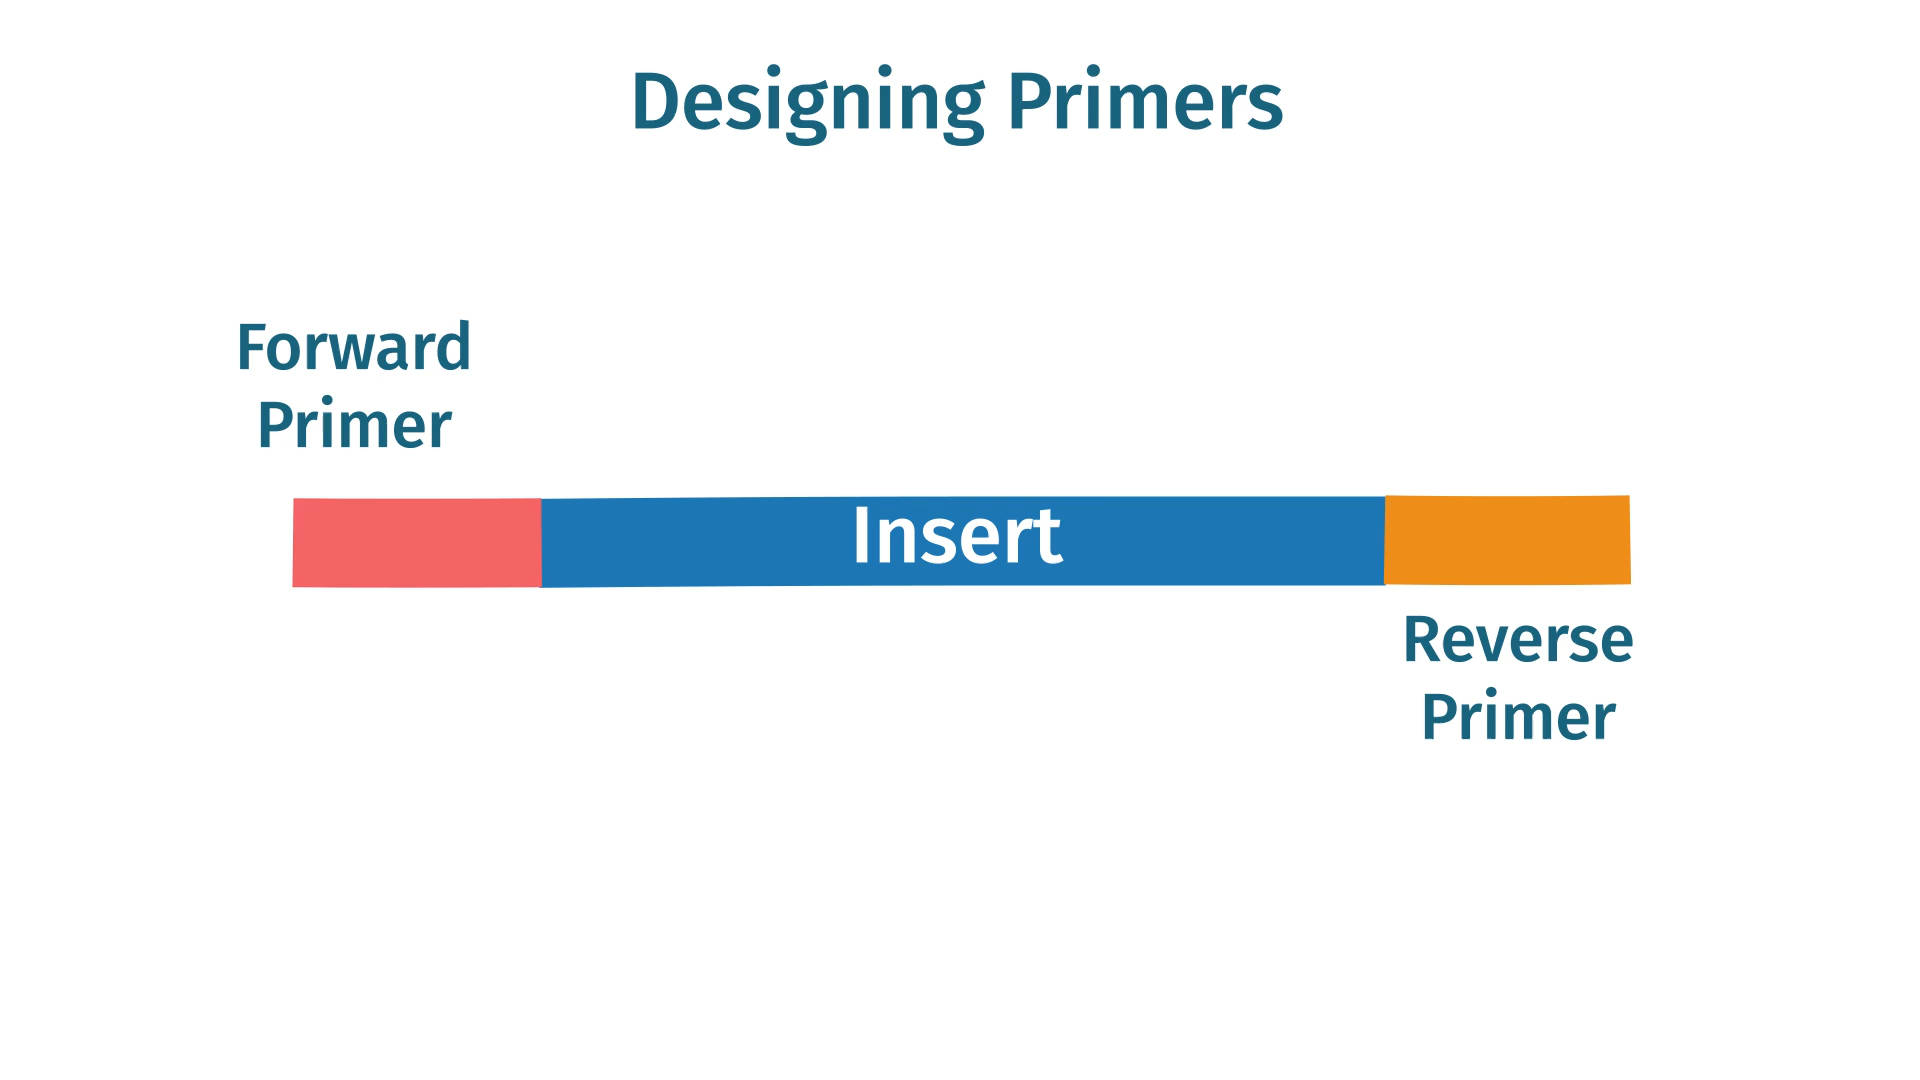 Designing Primers
Forward
Primer
Insert
Reverse
Primer